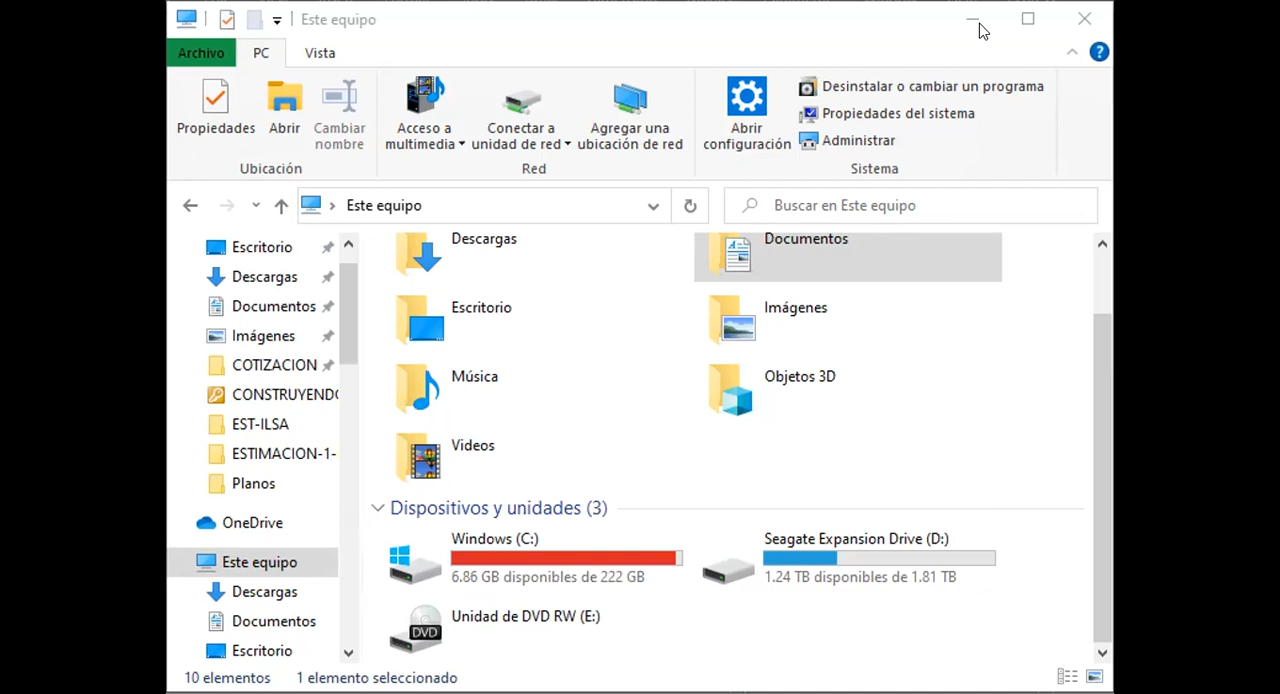 Este equipo
Archivo PC Vista
Propiedades Abrir Cambiar nombre
Ubicación
Acceso a multimedia Conectar a unidad de red Agregar una ubicación de red
Red
Abrir configuración
Desinstalar o cambiar un programa
Propiedades del sistema
Administrar
Sistema
Este equipo
Buscar en Este equipo
Escritorio
Descargas
Documentos
Imágenes
COTIZACION
CONSTRUYENDO
EST-ILSA
ESTIMACION-1-
Planos
OneDrive
Este equipo
Descargas
Documentos
Escritorio
Descargas
Documentos
Escritorio
Imágenes
Música
Objetos 3D
Videos
Dispositivos y unidades (3)
Windows (C:)
6.86 GB disponibles de 222 GB
Seagate Expansion Drive (D:)
1.24 TB disponibles de 1.81 TB
Unidad de DVD RW (E:)
DVD
10 elementos 1 elemento seleccionado